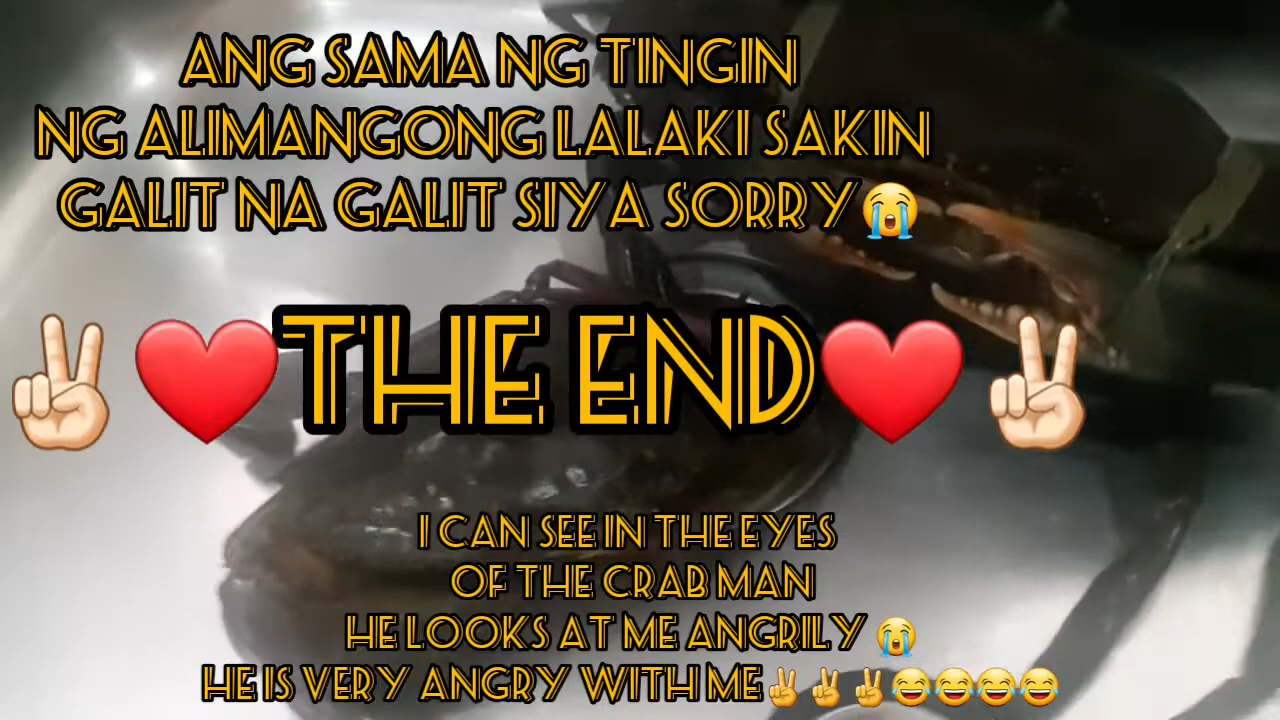 ANG SAMA NG TINGIN
NG ALIMANGONG LALAKI SAKIN
GALIT NA GALIT SIYA SORRY😭
✌🏻❤️THE END❤️✌🏻
I CAN SEE IN THE EYES
OF THE CRAB MAN
HE LOOKS AT ME ANGRILY 😭
HE IS VERY ANGRY WITH ME✌🏻✌🏻✌🏻😂😂😂😂